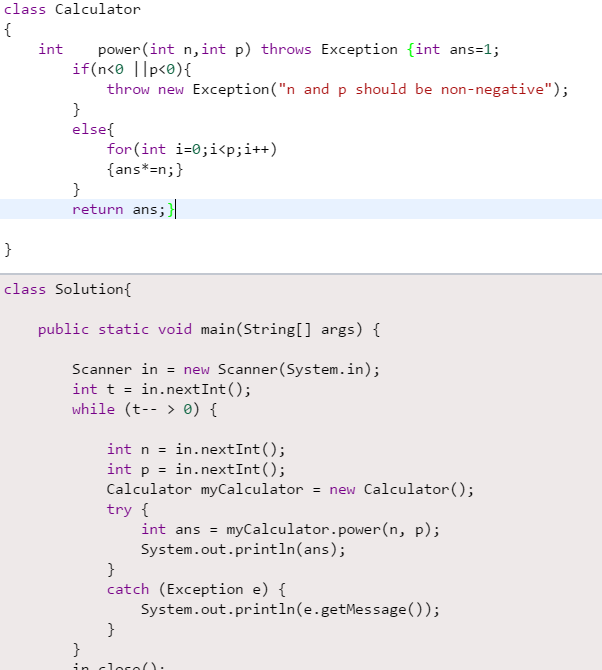 class Calculator
{
    int    power(int n,int p) throws Exception {int ans=1;
        if(n<0 ||p<0){
            throw new Exception("n and p should be non-negative");
        }
        else{
            for(int i=0;i<p;i++)
            {ans*=n;}
        }
        return ans;}

}
class Solution{

    public static void main(String[] args) {

        Scanner in = new Scanner(System.in);
        int t = in.nextInt();
        while (t-- > 0) {

            int n = in.nextInt();
            int p = in.nextInt();
            Calculator myCalculator = new Calculator();
            try {
                int ans = myCalculator.power(n, p);
                System.out.println(ans);
            }
            catch (Exception e) {
                System.out.println(e.getMessage());
            }
        }
        in.close();